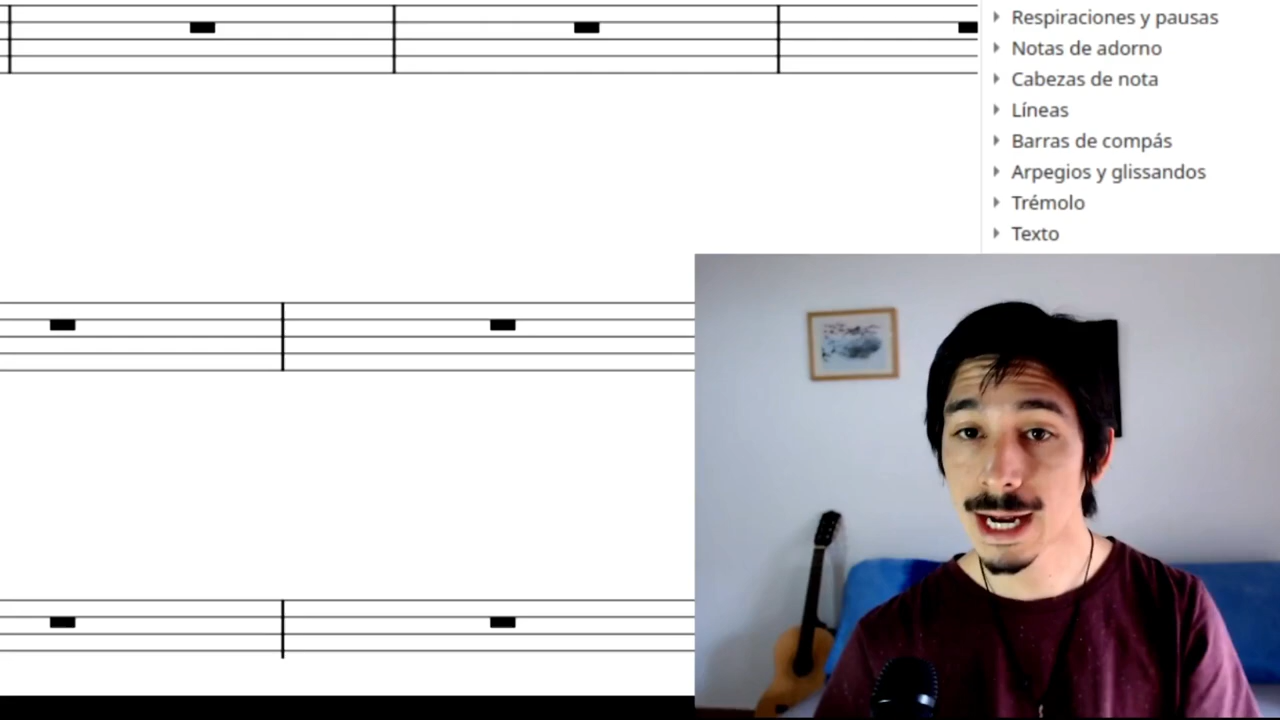 Respiraciones y pausas
Notas de adorno
Cabezas de nota
Líneas
Barras de compás
Arpegios y glissandos
Trémolo
Texto